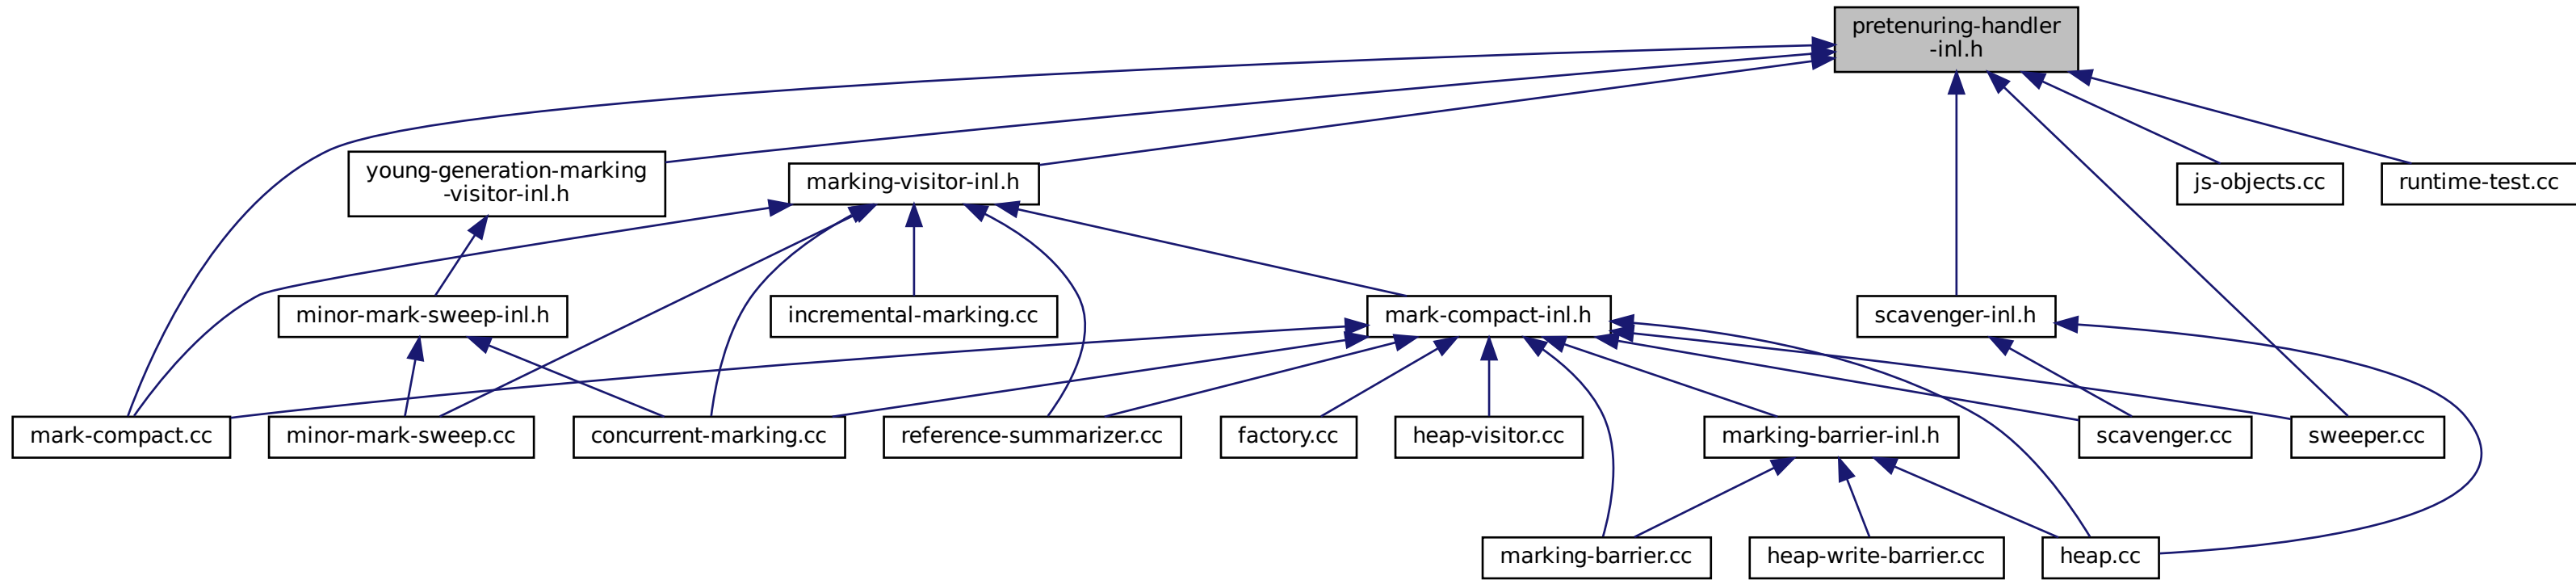 pretenuring-handler
-inl.h
young-generation-marking
-visitor-inl.h
marking-visitor-inl.h
js-objects.cc
runtime-test.cc
minor-mark-sweep-inl.h
incremental-marking.cc
mark-compact-inl.h
scavenger-inl.h
mark-compact.cc
minor-mark-sweep.cc
concurrent-marking.cc
reference-summarizer.cc
factory.cc
heap-visitor.cc
marking-barrier-inl.h
scavenger.cc
sweeper.cc
marking-barrier.cc
heap-write-barrier.cc
heap.cc